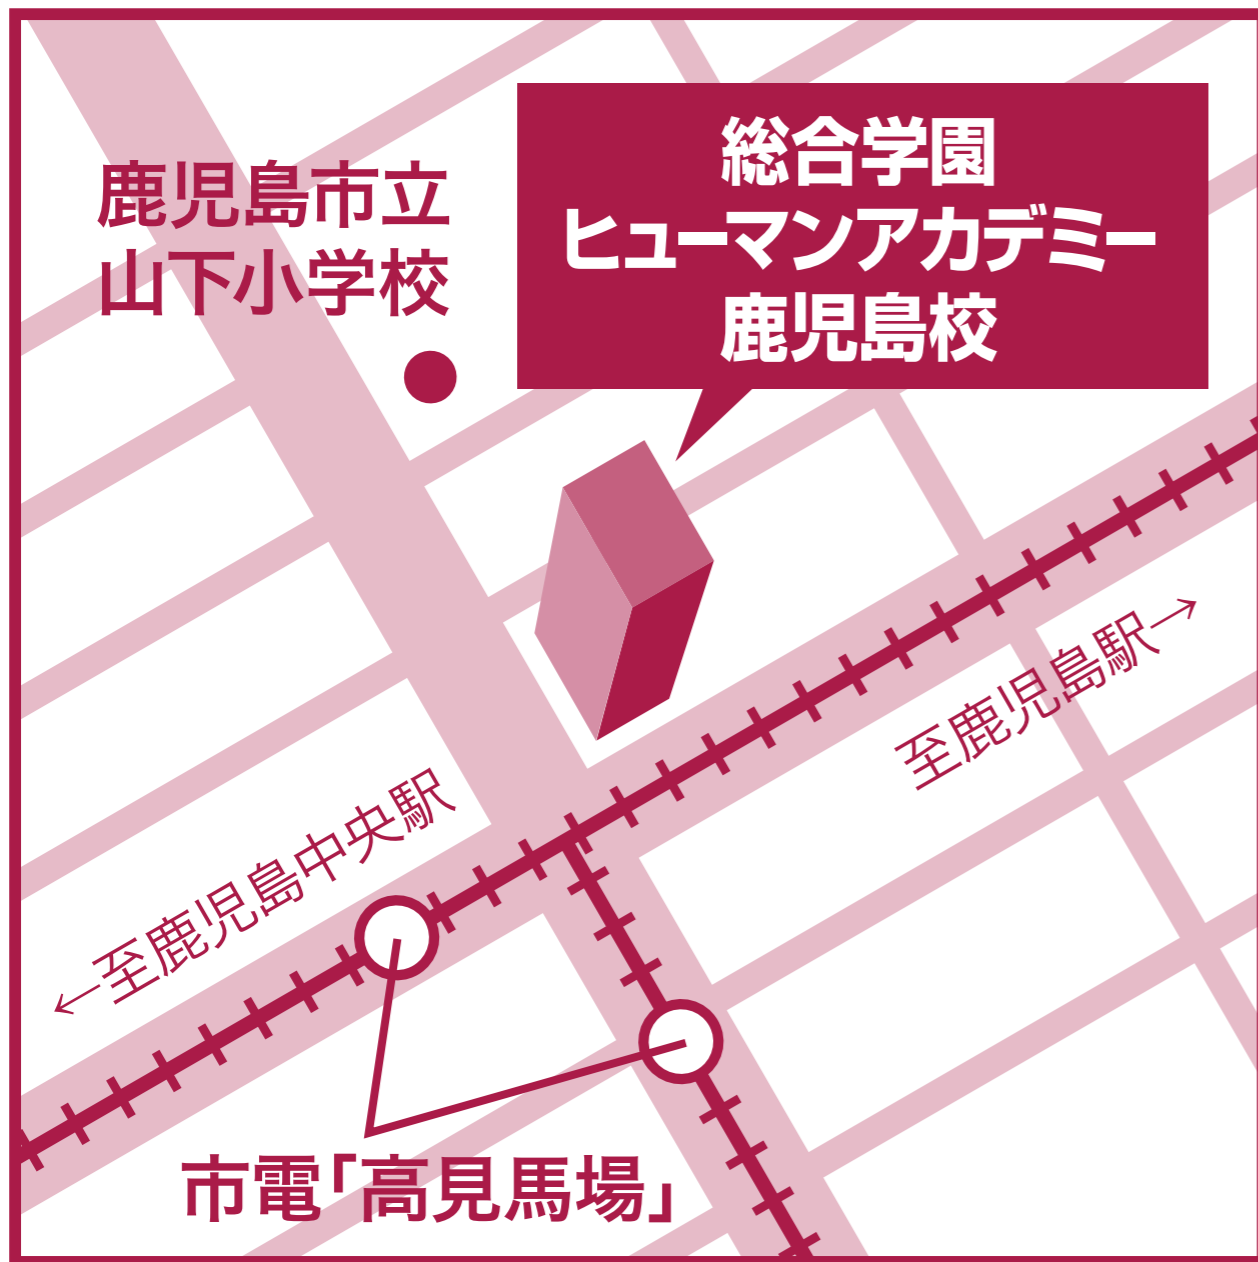 総合学園
ヒューマンアカデミー
鹿児島校
鹿児島市立
山下小学校
至鹿児島駅→
←至鹿児島中央駅
市電「高見馬場」